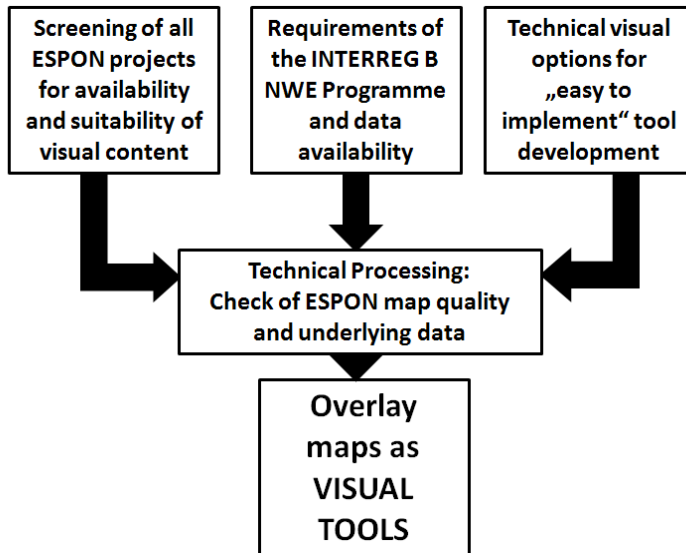 Screening of all
ESPON projects
for availability
and suitability of
visual content
Requirements of
the INTERREG B
NWE Programme
and data
availability
Technical visual
options for
„easy to
implement“ tool
development
Technical Processing:
Check of ESPON map quality
and underlying data
Overlay
maps as
VISUAL
TOOLS